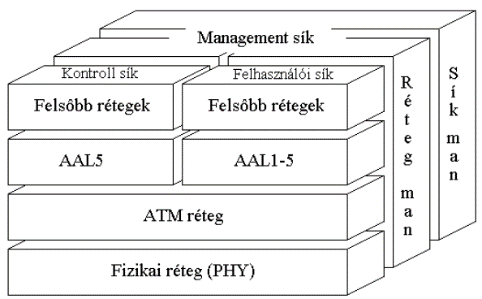 Management sík
Kontroll sík
Felhasználói sík
Felsôbb rétegek
Felsôbb rétegek
AAL5
AAL1-5
ATM réteg
Fizikai réteg (PHY)
Réteg man
Sík man